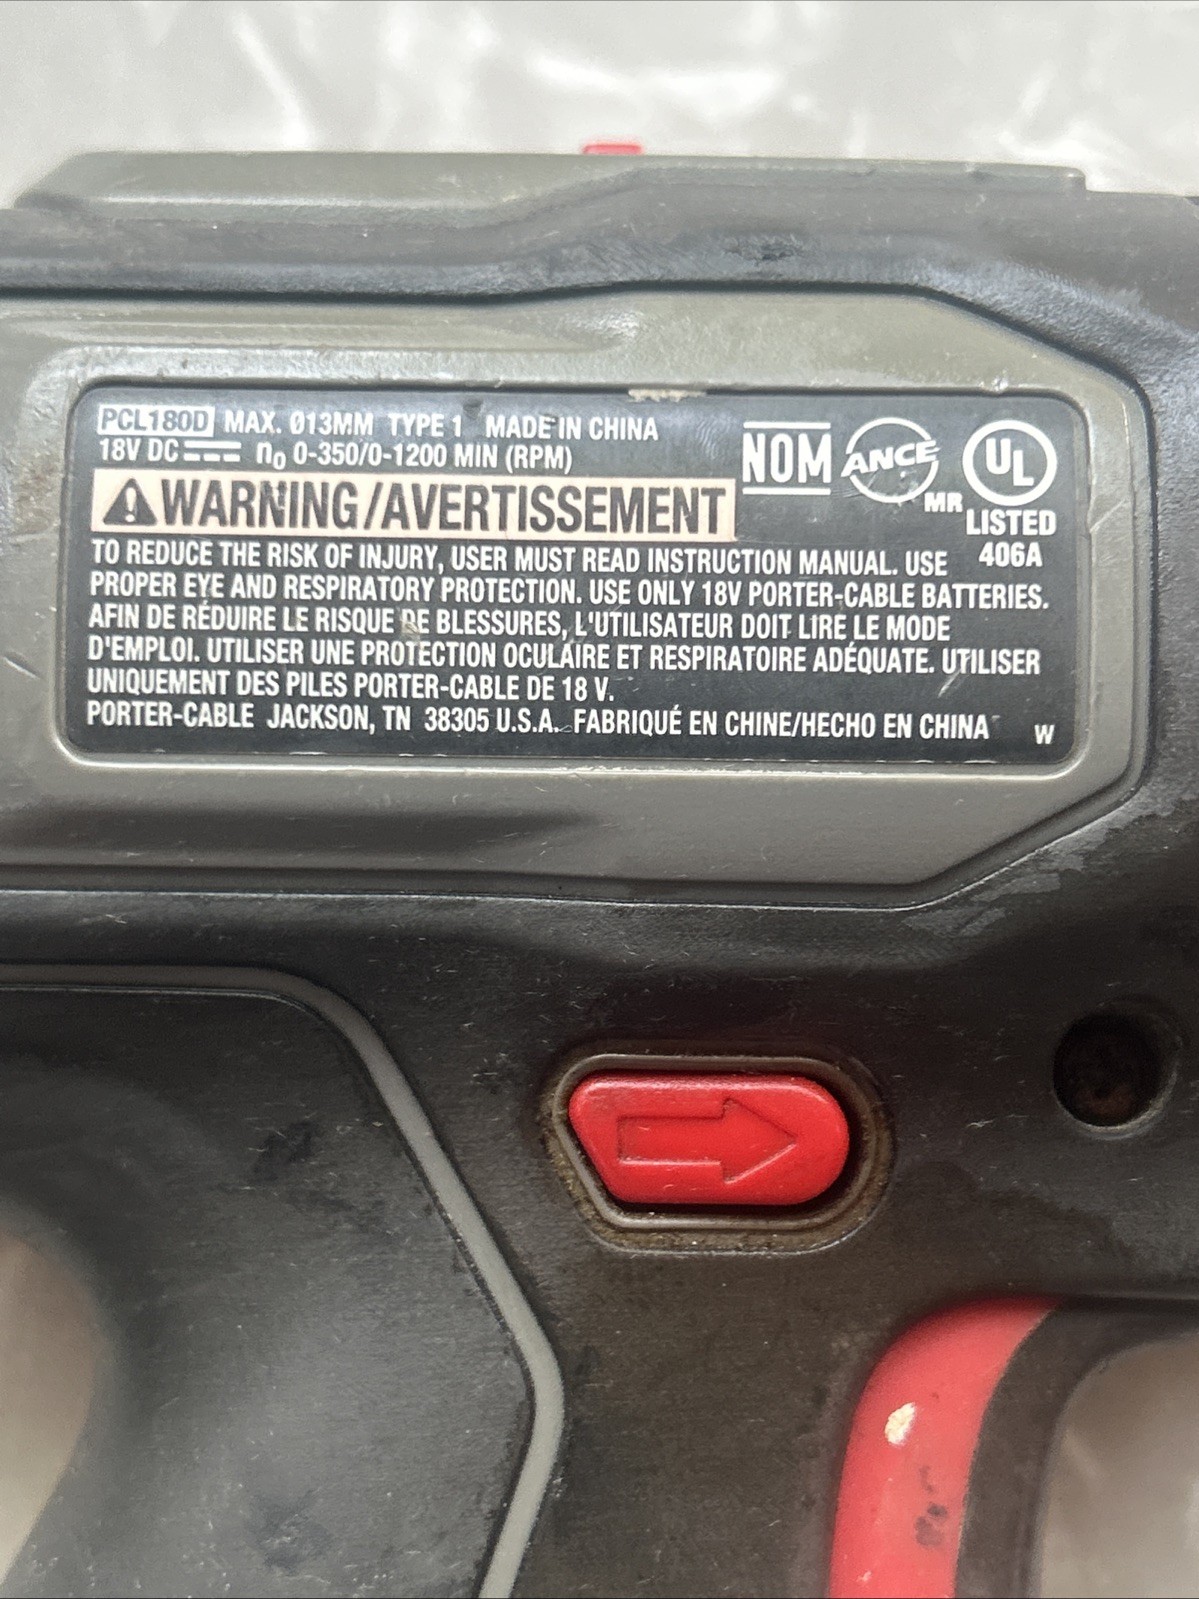 PCL180D MAX. Ø13MM TYPE 1 MADE IN CHINA
18V DC n₀ 0-350/0-1200 MIN (RPM)
NOM ANCE MR UL
LISTED
406A
WARNING/AVERTISSEMENT
TO REDUCE THE RISK OF INJURY, USER MUST READ INSTRUCTION MANUAL. USE
PROPER EYE AND RESPIRATORY PROTECTION. USE ONLY 18V PORTER-CABLE BATTERIES.
AFIN DE RÉDUIRE LE RISQUE DE BLESSURES, L'UTILISATEUR DOIT LIRE LE MODE
D'EMPLOI. UTILISER UNE PROTECTION OCULAIRE ET RESPIRATOIRE ADÉQUATE. UTILISER
UNIQUEMENT DES PILES PORTER-CABLE DE 18 V.
PORTER-CABLE JACKSON, TN 38305 U.S.A. FABRIQUÉ EN CHINE/HECHO EN CHINA W